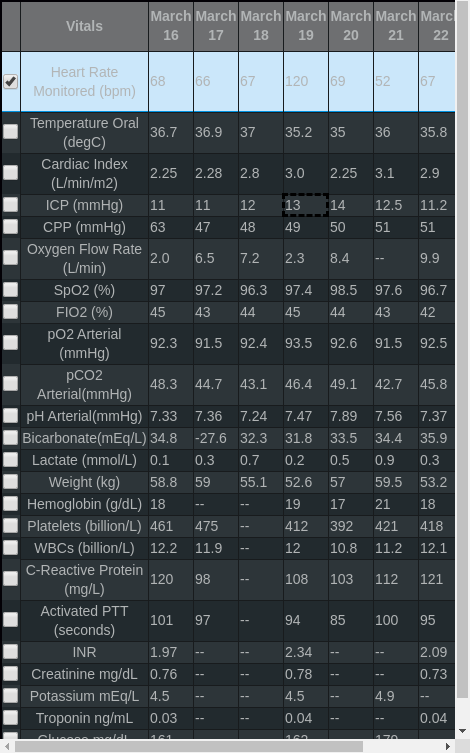 Vitals March 16 March 17 March 18 March 19 March 20 March 21 March 22
Heart Rate Monitored (bpm) 68 66 67 120 69 52 67
Temperature Oral (degC) 36.7 36.9 37 35.2 35 36 35.8
Cardiac Index (L/min/m2) 2.25 2.28 2.8 3.0 2.25 3.1 2.9
ICP (mmHg) 11 11 12 13 14 12.5 11.2
CPP (mmHg) 63 47 48 49 50 51 51
Oxygen Flow Rate (L/min) 2.0 6.5 7.2 2.3 8.4 -- 9.9
SpO2 (%) 97 97.2 96.3 97.4 98.5 97.6 96.7
FIO2 (%) 45 43 44 45 44 43 42
pO2 Arterial (mmHg) 92.3 91.5 92.4 93.5 92.6 91.5 92.5
pCO2 Arterial(mmHg) 48.3 44.7 43.1 46.4 49.1 42.7 45.8
pH Arterial(mmHg) 7.33 7.36 7.24 7.47 7.89 7.56 7.37
Bicarbonate(mEq/L) 34.8 -27.6 32.3 31.8 33.5 34.4 35.9
Lactate (mmol/L) 0.1 0.3 0.7 0.2 0.5 0.9 0.3
Weight (kg) 58.8 59 55.1 52.6 57 59.5 53.2
Hemoglobin (g/dL) 18 -- -- 19 17 21 18
Platelets (billion/L) 461 475 -- 412 392 421 418
WBCs (billion/L) 12.2 11.9 -- 12 10.8 11.2 12.1
C-Reactive Protein (mg/L) 120 98 -- 108 103 112 121
Activated PTT (seconds) 101 97 -- 94 85 100 95
INR 1.97 -- -- 2.34 -- -- 2.09
Creatinine mg/dL 0.76 -- -- 0.78 -- -- 0.73
Potassium mEq/L 4.5 -- -- 4.5 -- 4.9 --
Troponin ng/mL 0.03 -- -- 0.04 -- -- 0.04
Glucose mg/dL 161 -- -- 162 -- 170 --